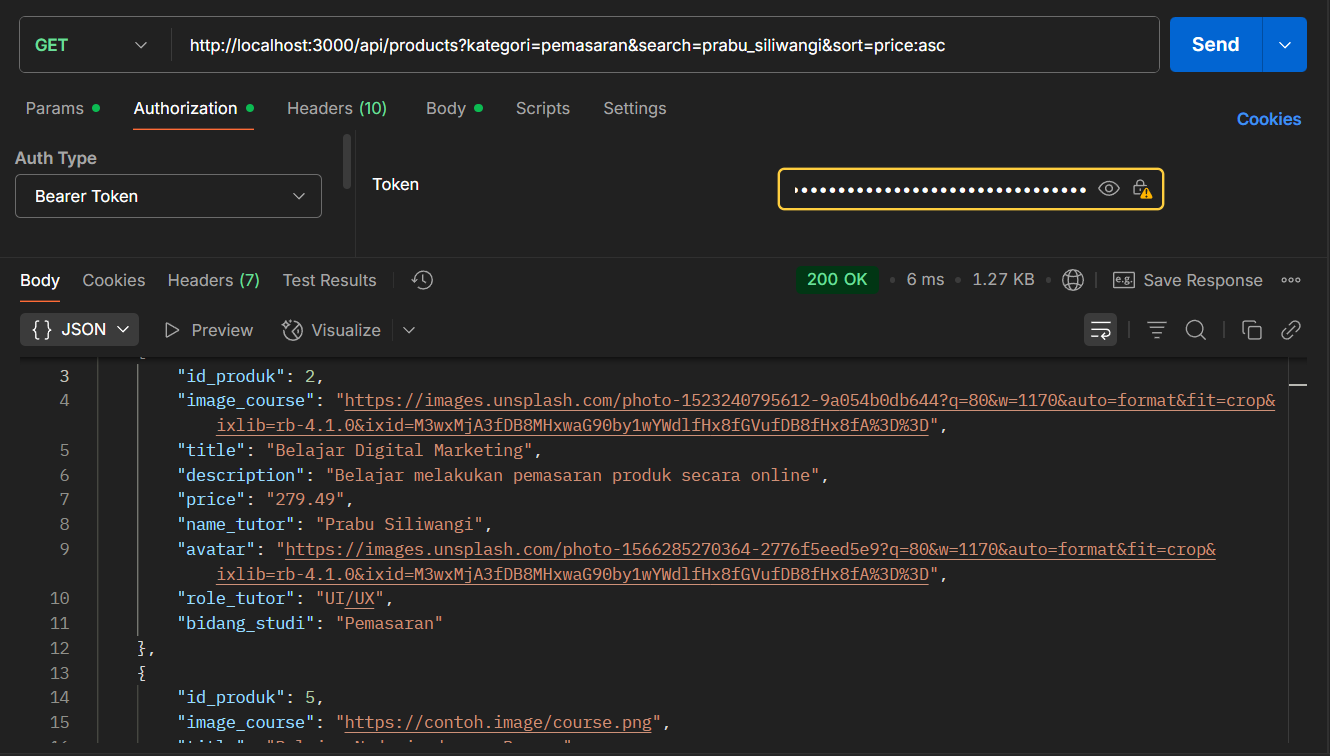 GET
http://localhost:3000/api/products?kategori=pemasaran&search=prabu_siliwangi&sort=price:asc
Send
Params
Authorization
Headers (10)
Body
Scripts
Settings
Cookies
Auth Type
Bearer Token
Token
Body
Cookies
Headers (7)
Test Results
200 OK
6 ms
1.27 KB
e.g.
Save Response
{} JSON
Preview
Visualize
3 "id_produk": 2,
4 "image_course": "https://images.unsplash.com/photo-1523240795612-9a054b0db644?q=80&w=1170&auto=format&fit=crop&
ixlib=rb-4.1.0&ixid=M3wxMjA3fDB8MHxwaG90by1wYWdlfHx8fGVufDB8fHx8fA%3D%3D",
5 "title": "Belajar Digital Marketing",
6 "description": "Belajar melakukan pemasaran produk secara online",
7 "price": "279.49",
8 "name_tutor": "Prabu Siliwangi",
9 "avatar": "https://images.unsplash.com/photo-1566285270364-2776f5eed5e9?q=80&w=1170&auto=format&fit=crop&
ixlib=rb-4.1.0&ixid=M3wxMjA3fDB8MHxwaG90by1wYWdlfHx8fGVufDB8fHx8fA%3D%3D",
10 "role_tutor": "UI/UX",
11 "bidang_studi": "Pemasaran"
12 },
13 {
14 "id_produk": 5,
15 "image_course": "https://contoh.image/course.png",